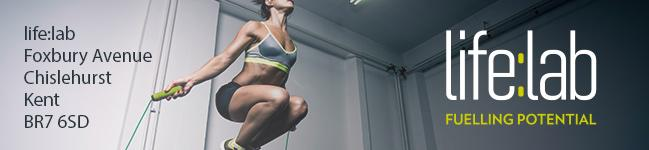 life:lab
Foxbury Avenue
Chislehurst
Kent
BR7 6SD
life:lab
FUELLING POTENTIAL